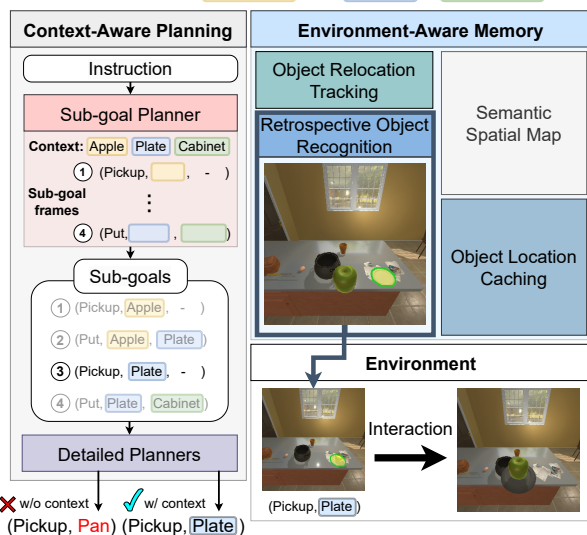 Context-Aware Planning
Instruction
Sub-goal Planner
Context: Apple Plate Cabinet
1 (Pickup, , - )
Sub-goal
frames
⋮
4 (Put, , )
Sub-goals
1 (Pickup, Apple, - )
2 (Put, Apple, Plate)
3 (Pickup, Plate, - )
4 (Put, Plate, Cabinet)
Detailed Planners
w/o context
w/ context
(Pickup, Pan) (Pickup, Plate)
Environment-Aware Memory
Object Relocation
Tracking
Retrospective Object
Recognition
Semantic
Spatial Map
Object Location
Caching
Environment
Interaction
(Pickup, Plate)